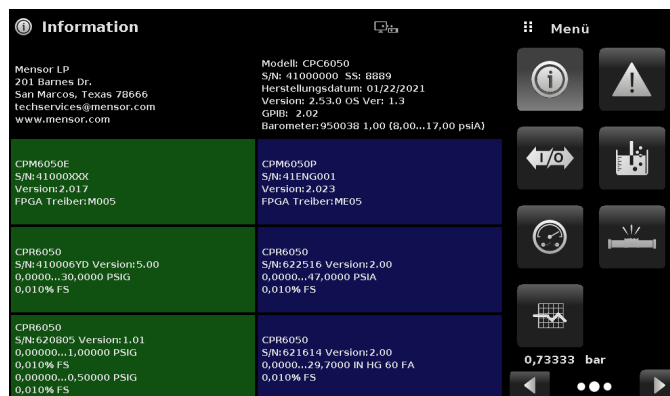 Information
Menü
Mensor LP
201 Barnes Dr.
San Marcos, Texas 78666
techservices@mensor.com
www.mensor.com
Modell: CPC6050
S/N: 41000000 SS: 8889
Herstellungsdatum: 01/22/2021
Version: 2.53.0 OS Ver: 1.3
GPIB: 2.02
Barometer:950038 1,00 (8,00...17,00 psiA)
CPM6050E
S/N:41000XXX
Version:2.017
FPGA Treiber:M005
CPM6050P
S/N:41ENG001
Version:2.023
FPGA Treiber:ME05
CPR6050
S/N:410006YD Version:5.00
0,0000...30,0000 PSIG
0,010% FS
CPR6050
S/N:622516 Version:2.00
0,0000...47,0000 PSIA
0,010% FS
CPR6050
S/N:620805 Version:1.01
0,00000...1,00000 PSIG
0,010% FS
0,00000...0,50000 PSIG
0,010% FS
CPR6050
S/N:621614 Version:2.00
0,0000...29,7000 IN HG 60 FA
0,010% FS
I/O
0,73333 bar